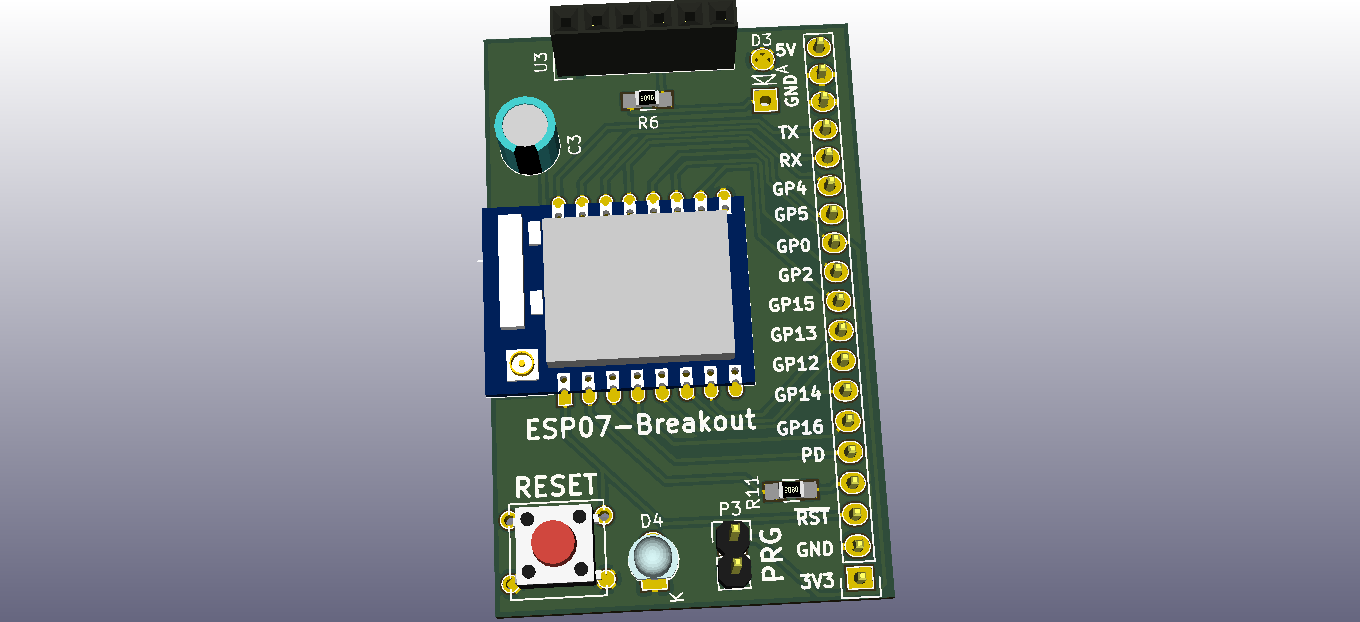 U3
D3
5V
A
K
GND
R6
C3
TX
RX
GP4
GP5
GP0
GP2
GP15
GP13
GP12
GP14
GP16
PD
ESP07-Breakout
RESET
R11
RST
D4
P3
PRG
GND
3V3
K